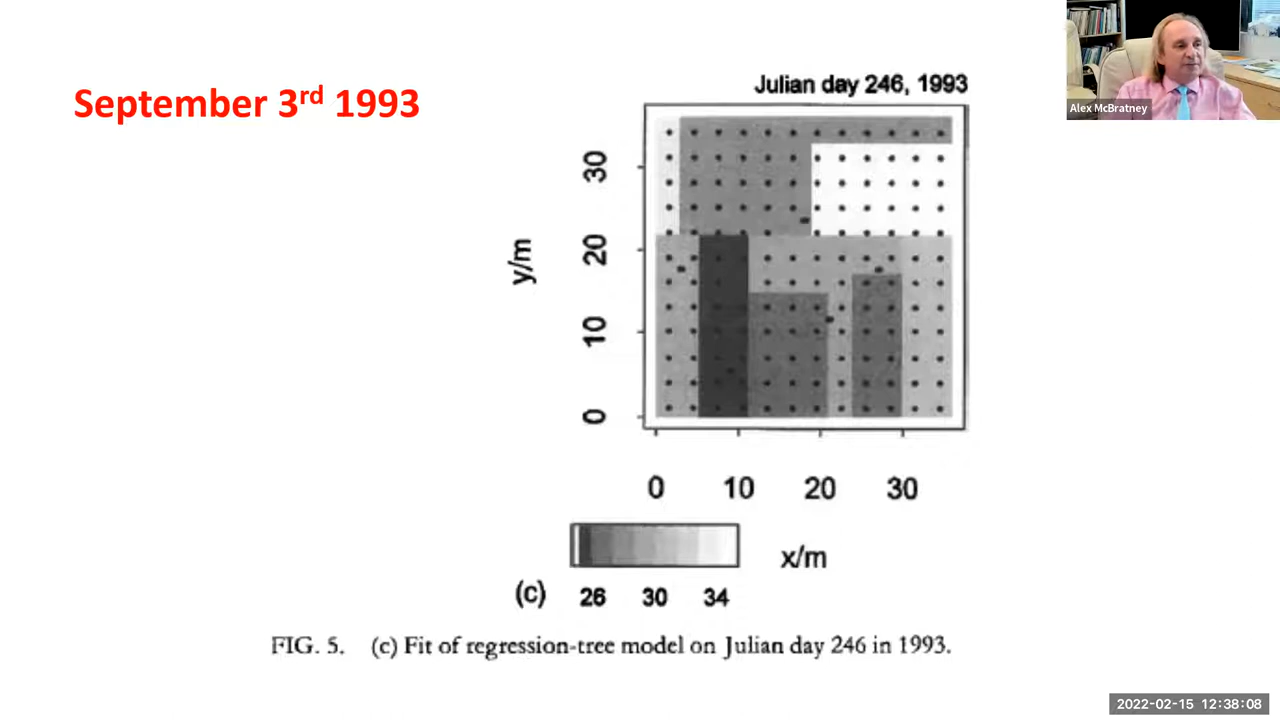 September 3rd 1993
Julian day 246, 1993
Alex McBratney
y/m
30
20
10
0
0 10 20 30
x/m
(c) 26 30 34
FIG. 5. (c) Fit of regression-tree model on Julian day 246 in 1993.
2022-02-15 12:38:08